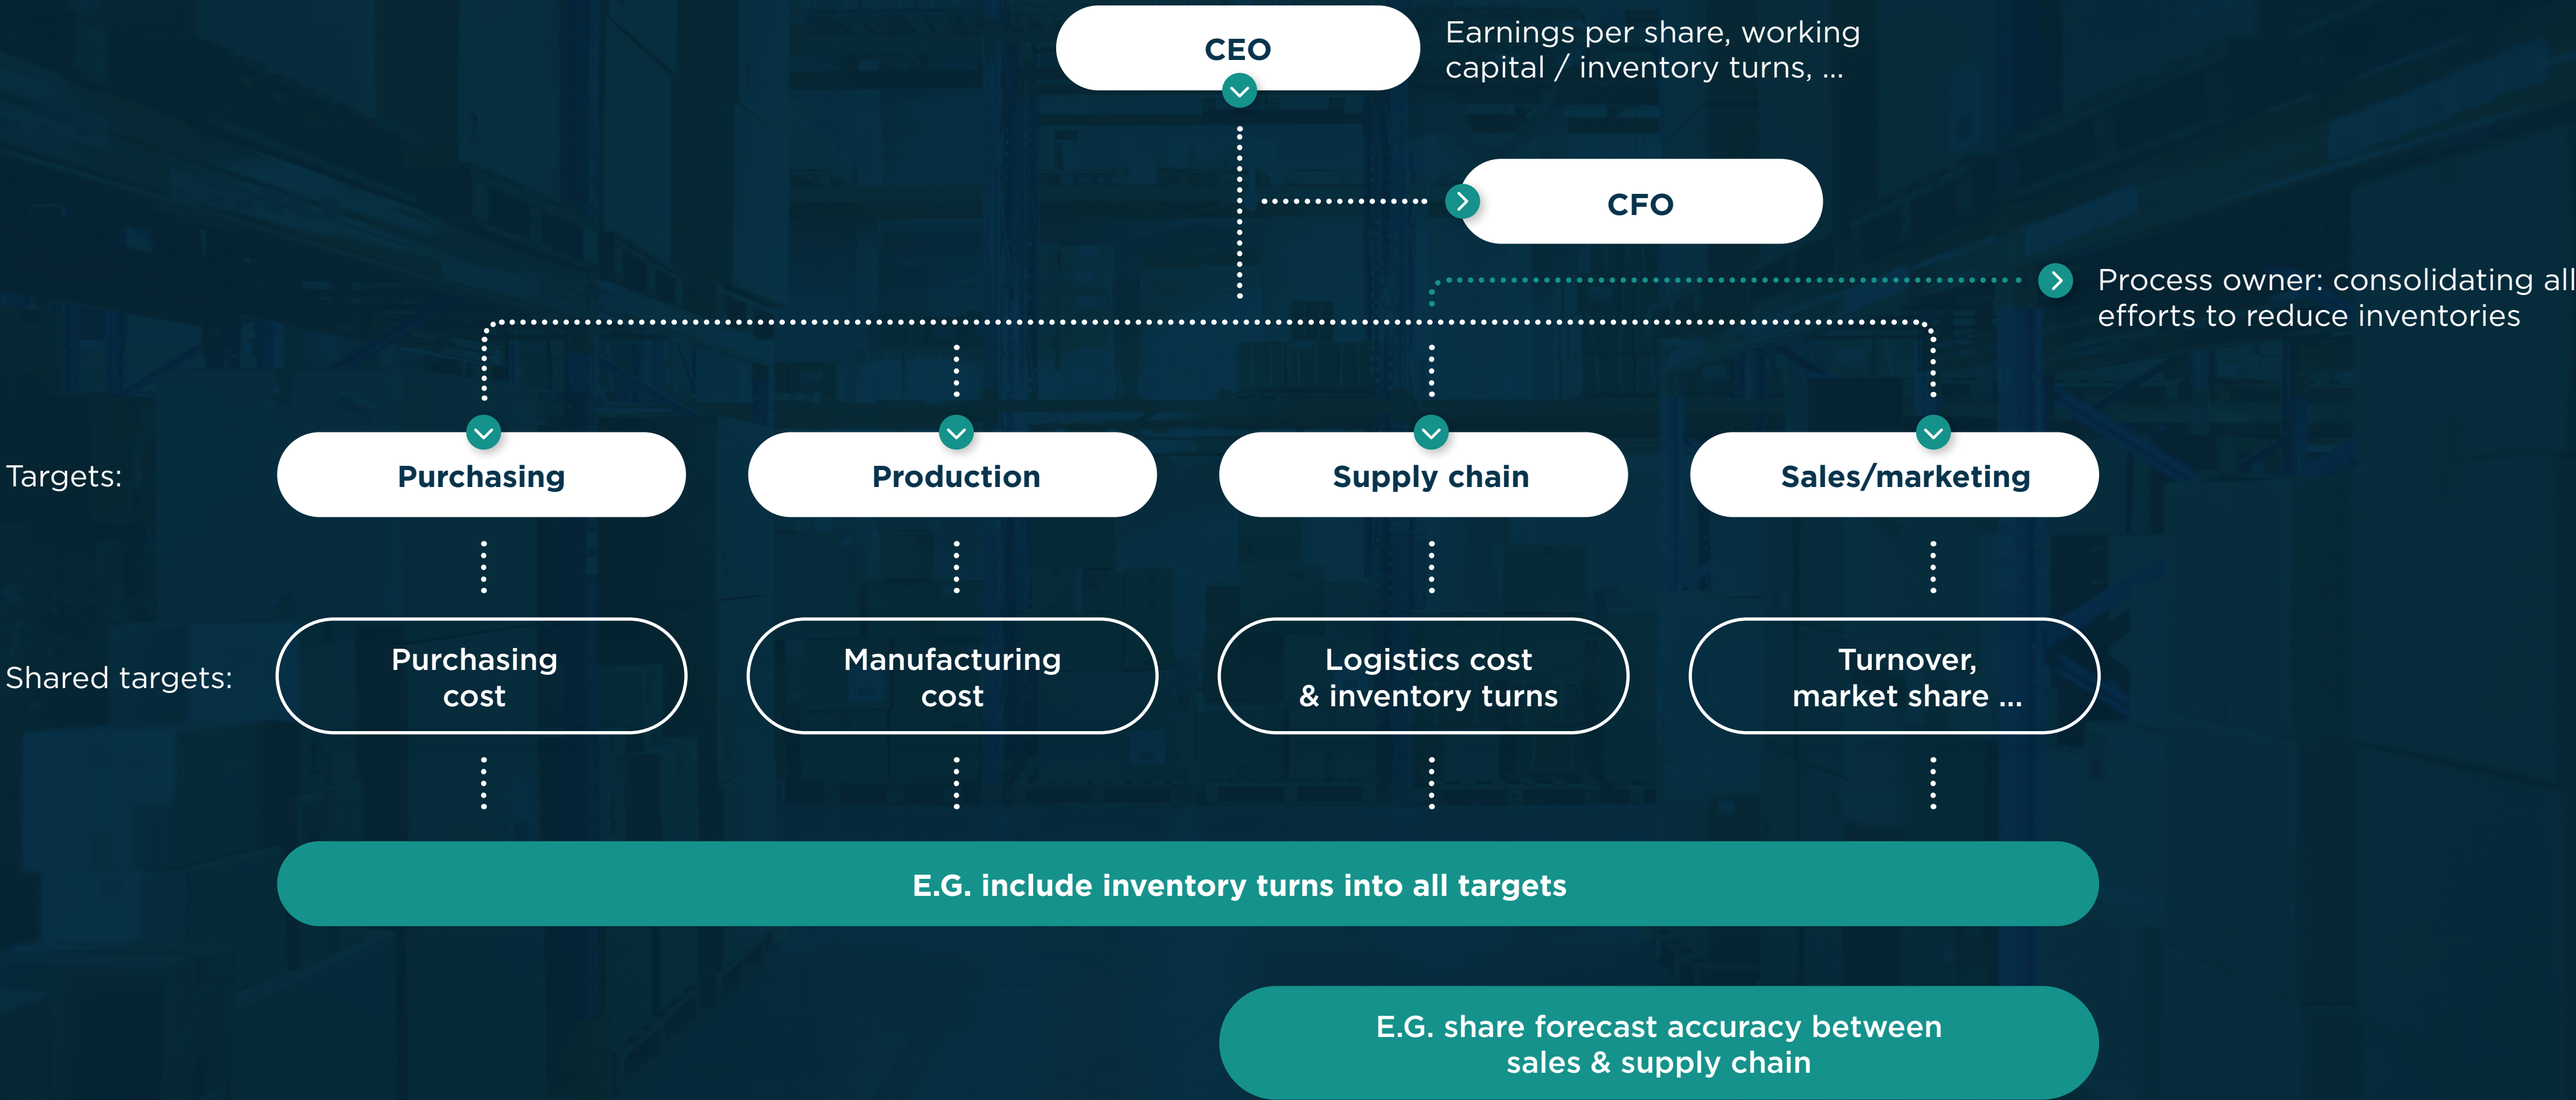 CEO
Earnings per share, working
capital / inventory turns, ...
CFO
Process owner: consolidating all
efforts to reduce inventories
Targets:
Purchasing
Production
Supply chain
Sales/marketing
Shared targets:
Purchasing
cost
Manufacturing
cost
Logistics cost
& inventory turns
Turnover,
market share ...
E.G. include inventory turns into all targets
E.G. share forecast accuracy between
sales & supply chain